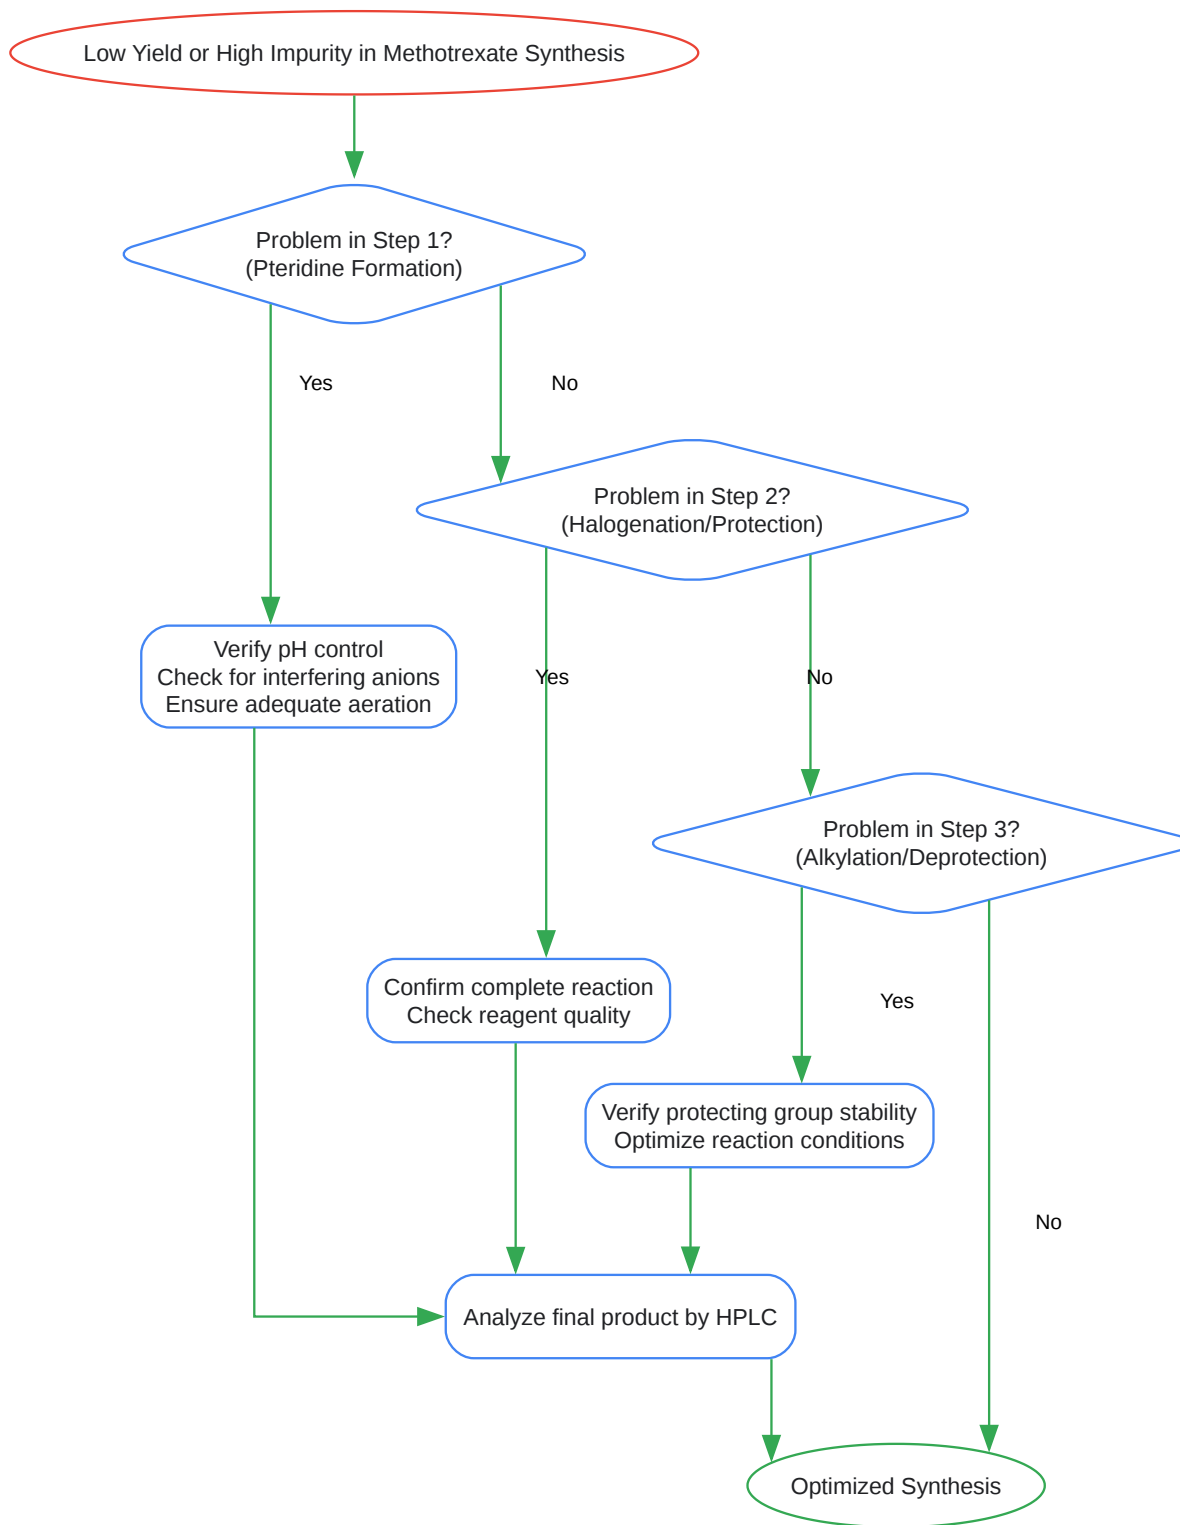 Low Yield or High Impurity in Methotrexate Synthesis
Problem in Step 1?
(Pteridine Formation)
Yes
No
Problem in Step 2?
(Halogenation/Protection)
Verify pH control
Check for interfering anions
Ensure adequate aeration
Yes
No
Problem in Step 3?
(Alkylation/Deprotection)
Confirm complete reaction
Check reagent quality
Yes
Verify protecting group stability
Optimize reaction conditions
No
Analyze final product by HPLC
Optimized Synthesis